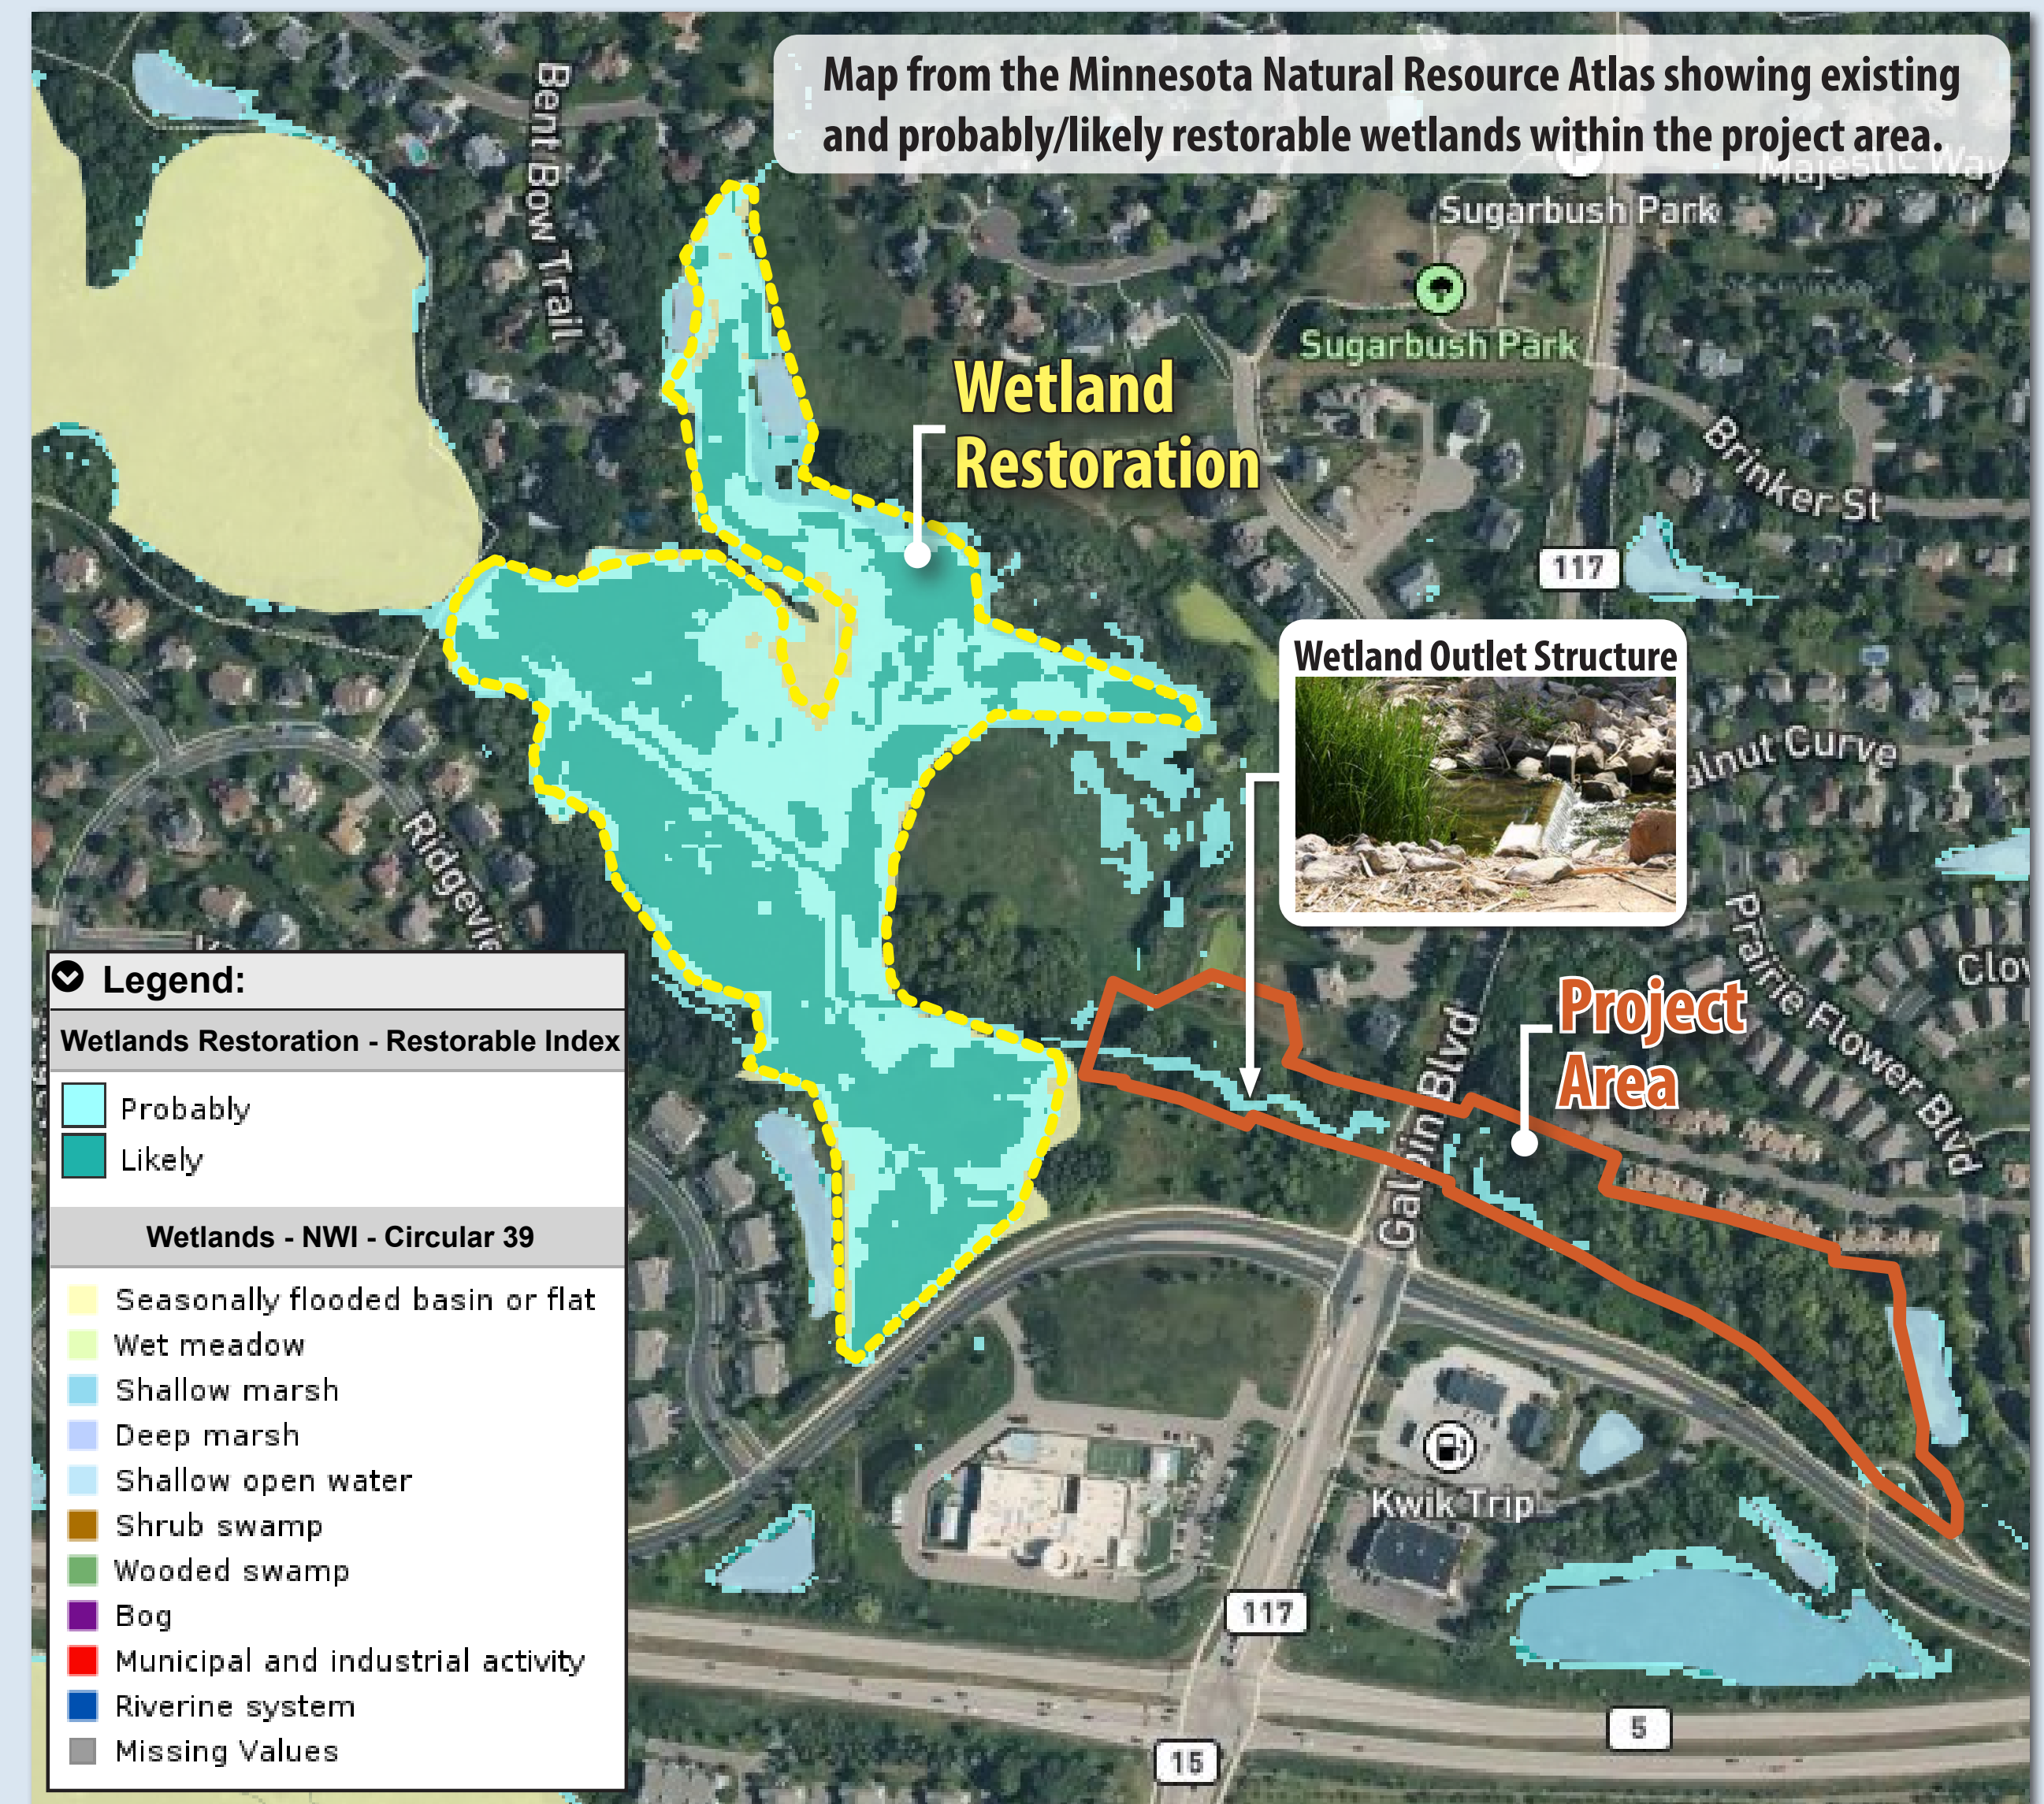 Map from the Minnesota Natural Resource Atlas showing existing
and probably/likely restorable wetlands within the project area.
Majestic Way
Bent Bow Trail
Sugarbush Park
Sugarbush Park
Wetland
Restoration
Brinker St
117
Wetland Outlet Structure
alnut Curve
Ridgevie
Prairie Flower Blvd
Clov
Project
Area
Galpin Blvd
Kwik Trip
117
5
15
Legend:
Wetlands Restoration - Restorable Index
Probably
Likely
Wetlands - NWI - Circular 39
Seasonally flooded basin or flat
Wet meadow
Shallow marsh
Deep marsh
Shallow open water
Shrub swamp
Wooded swamp
Bog
Municipal and industrial activity
Riverine system
Missing Values